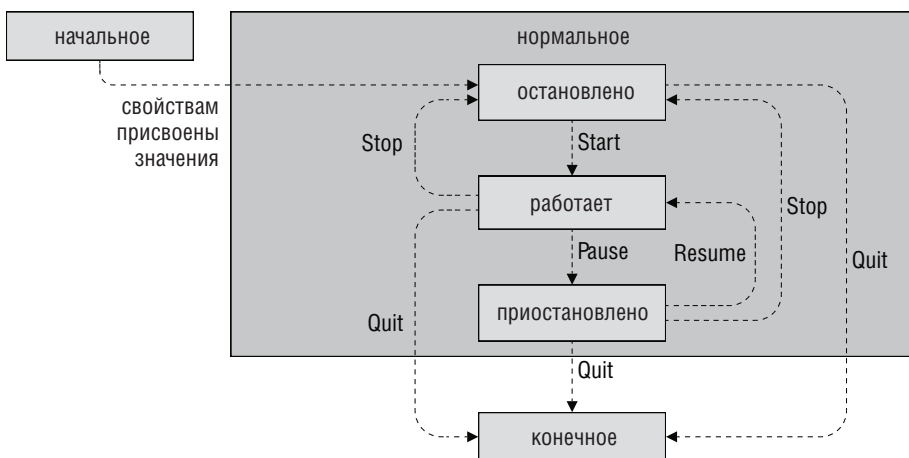 начальное
нормальное
остановлено
свойствам
присвоены
значения
Stop
Start
работает
Stop
Pause
Resume
Quit
приостановлено
Quit
Quit
конечное